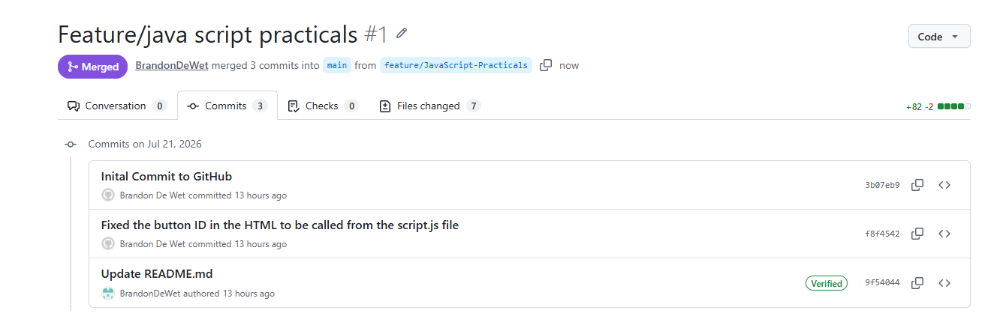 Feature/java script practicals #1
Code
Merged BrandonDeWet merged 3 commits into main from feature/JavaScript-Practicals now
Conversation 0 Commits 3 Checks 0 Files changed 7
+82 -2
Commits on Jul 21, 2026
Inital Commit to GitHub
Brandon De Wet committed 13 hours ago
3b07eb9
Fixed the button ID in the HTML to be called from the script.js file
Brandon De Wet committed 13 hours ago
f8f4542
Update README.md
BrandonDeWet authored 13 hours ago
Verified 9f54044